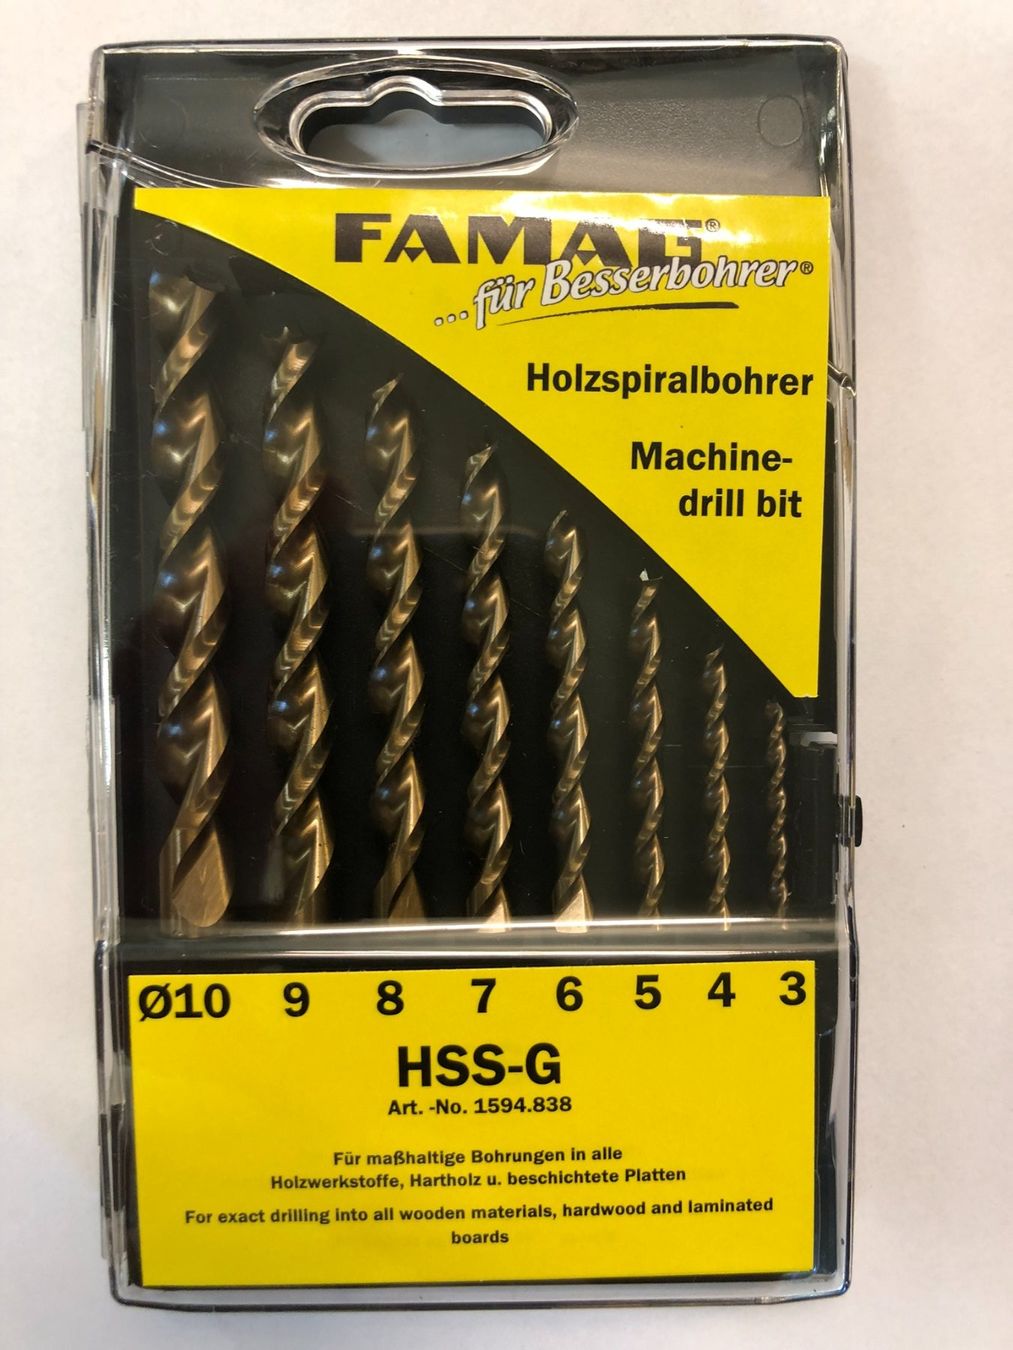 FAMAG®
...für Besserbohrer®
Holzspiralbohrer
Machine-
drill bit
Ø10 9 8 7 6 5 4 3
HSS-G
Art. -No. 1594.838
Für maßhaltige Bohrungen in alle
Holzwerkstoffe, Hartholz u. beschichtete Platten
For exact drilling into all wooden materials, hardwood and laminated
boards